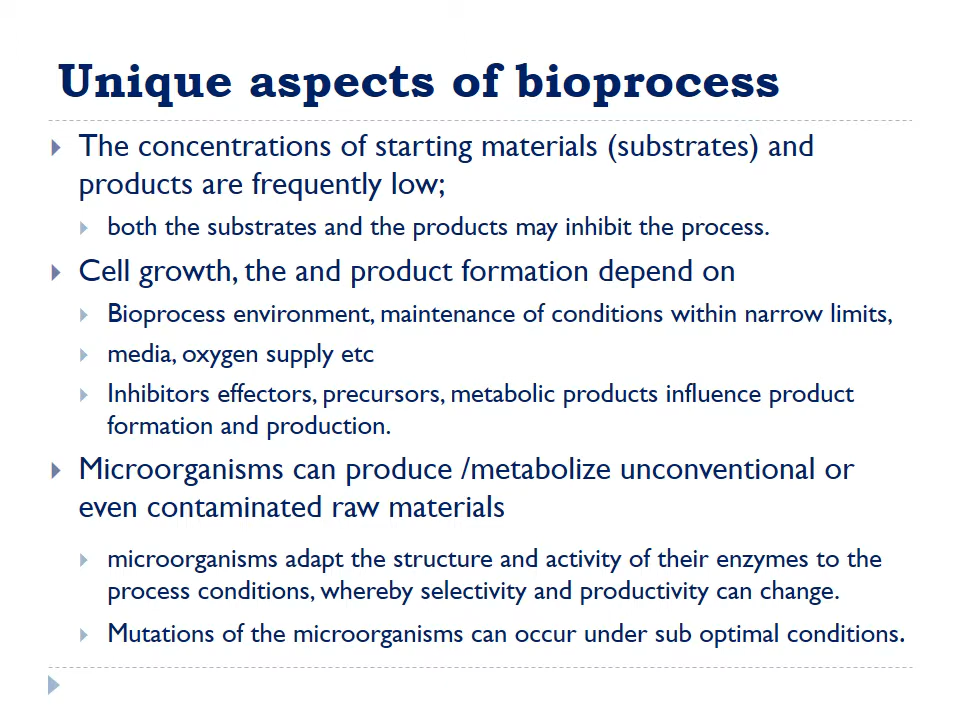 Unique aspects of bioprocess
The concentrations of starting materials (substrates) and
products are frequently low;
both the substrates and the products may inhibit the process.
Cell growth, the and product formation depend on
Bioprocess environment, maintenance of conditions within narrow limits,
media, oxygen supply etc
Inhibitors effectors, precursors, metabolic products influence product
formation and production.
Microorganisms can produce /metabolize unconventional or
even contaminated raw materials
microorganisms adapt the structure and activity of their enzymes to the
process conditions, whereby selectivity and productivity can change.
Mutations of the microorganisms can occur under sub optimal conditions.